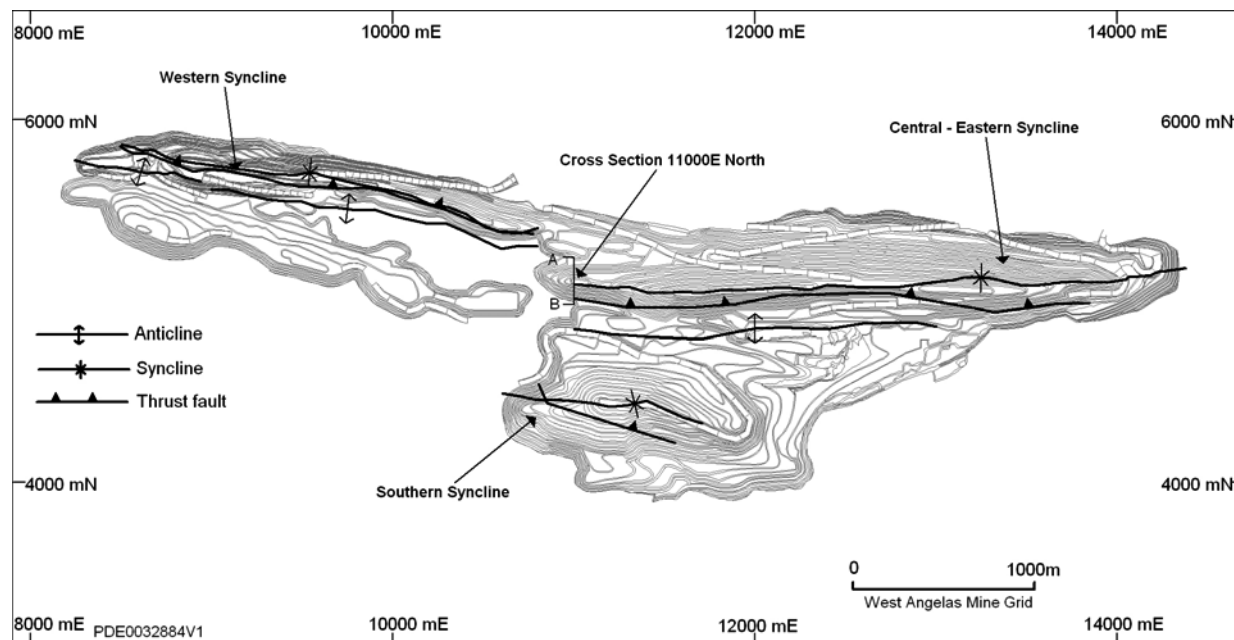 8000 mE
10000 mE
12000 mE
14000 mE
Western Syncline
6000 mN
6000 mN
Central - Eastern Syncline
Cross Section 11000E North
A
B
Anticline
Syncline
Thrust fault
4000 mN
4000 mN
Southern Syncline
0
1000m
West Angelas Mine Grid
8000 mE
PDE0032884V1
10000 mE
12000 mE
14000 mE